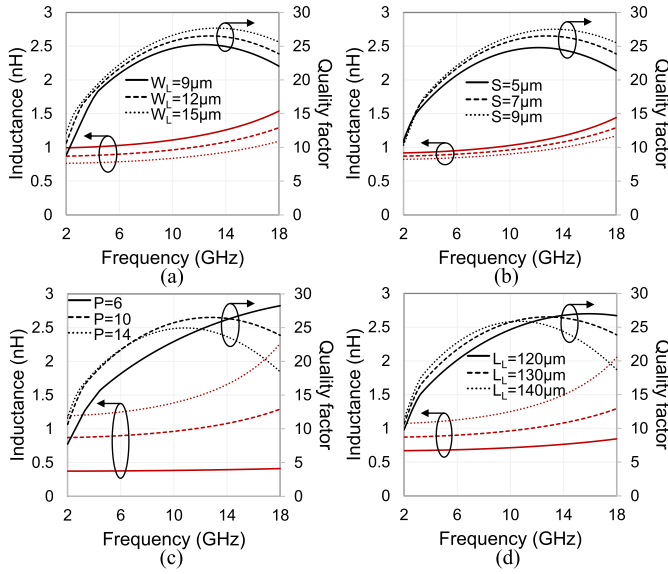 3
2.5
2
1.5
1
0.5
0
30
25
20
15
10
5
0
2
6
10
14
18
Inductance (nH)
Quality factor
Frequency (GHz)
W_L=9µm
W_L=12µm
W_L=15µm
(a)
3
2.5
2
1.5
1
0.5
0
30
25
20
15
10
5
0
2
6
10
14
18
Inductance (nH)
Quality factor
Frequency (GHz)
S=5µm
S=7µm
S=9µm
(b)
3
2.5
2
1.5
1
0.5
0
30
25
20
15
10
5
0
2
6
10
14
18
Inductance (nH)
Quality factor
Frequency (GHz)
P=6
P=10
P=14
(c)
3
2.5
2
1.5
1
0.5
0
30
25
20
15
10
5
0
2
6
10
14
18
Inductance (nH)
Quality factor
Frequency (GHz)
L_L=120µm
L_L=130µm
L_L=140µm
(d)